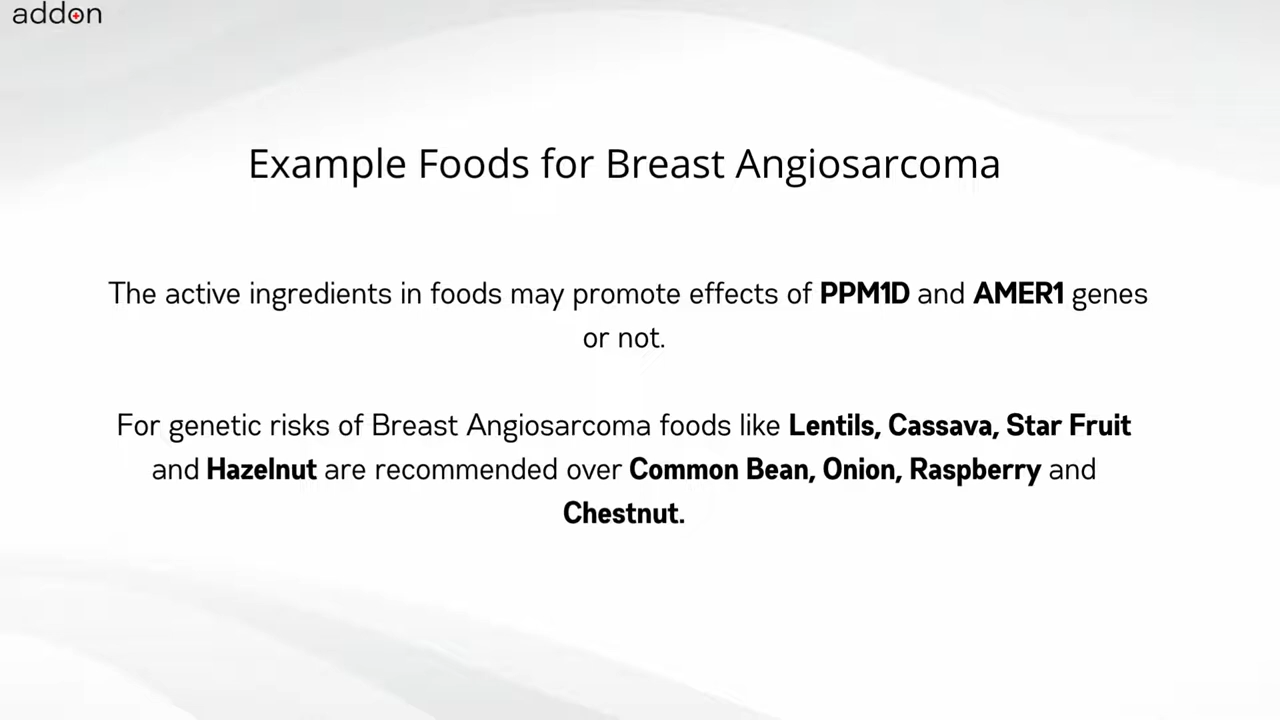 addon
Example Foods for Breast Angiosarcoma
The active ingredients in foods may promote effects of PPM1D and AMER1 genes
or not.
For genetic risks of Breast Angiosarcoma foods like Lentils, Cassava, Star Fruit
and Hazelnut are recommended over Common Bean, Onion, Raspberry and
Chestnut.